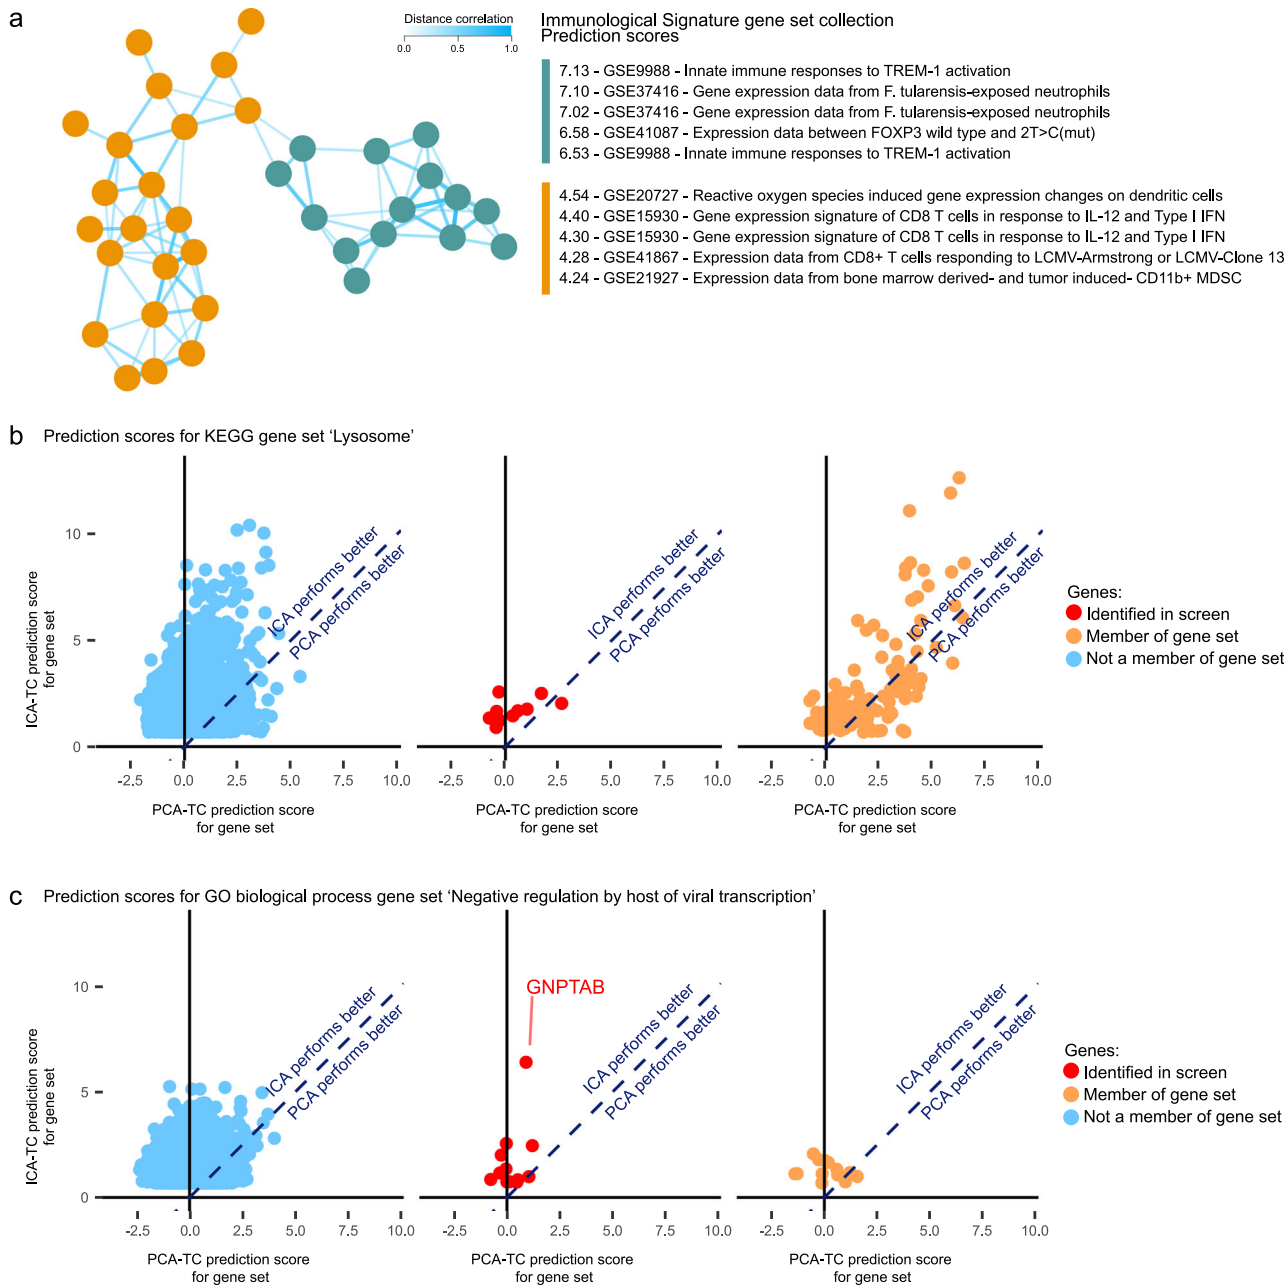 a
Distance correlation
0.0 0.5 1.0
Immunological Signature gene set collection
Prediction scores
7.13 - GSE9988 - Innate immune responses to TREM-1 activation
7.10 - GSE37416 - Gene expression data from F. tularensis-exposed neutrophils
7.02 - GSE37416 - Gene expression data from F. tularensis-exposed neutrophils
6.58 - GSE41087 - Expression data between FOXP3 wild type and 2T>C(mut)
6.53 - GSE9988 - Innate immune responses to TREM-1 activation
4.54 - GSE20727 - Reactive oxygen species induced gene expression changes on dendritic cells
4.40 - GSE15930 - Gene expression signature of CD8 T cells in response to IL-12 and Type I IFN
4.30 - GSE15930 - Gene expression signature of CD8 T cells in response to IL-12 and Type I IFN
4.28 - GSE41867 - Expression data from CD8+ T cells responding to LCMV-Armstrong or LCMV-Clone 13
4.24 - GSE21927 - Expression data from bone marrow derived- and tumor induced- CD11b+ MDSC
b Prediction scores for KEGG gene set ‘Lysosome’
ICA-TC prediction score
for gene set
10
5
0
ICA performs better
PCA performs better
-2.5 0.0 2.5 5.0 7.5 10.0
PCA-TC prediction score
for gene set
ICA performs better
PCA performs better
-2.5 0.0 2.5 5.0 7.5 10.0
PCA-TC prediction score
for gene set
ICA performs better
PCA performs better
-2.5 0.0 2.5 5.0 7.5 10.0
PCA-TC prediction score
for gene set
Genes:
Identified in screen
Member of gene set
Not a member of gene set
c Prediction scores for GO biological process gene set ‘Negative regulation by host of viral transcription’
ICA-TC prediction score
for gene set
10
5
0
ICA performs better
PCA performs better
-2.5 0.0 2.5 5.0 7.5 10.0
PCA-TC prediction score
for gene set
GNPTAB
ICA performs better
PCA performs better
-2.5 0.0 2.5 5.0 7.5 10.0
PCA-TC prediction score
for gene set
ICA performs better
PCA performs better
-2.5 0.0 2.5 5.0 7.5 10.0
PCA-TC prediction score
for gene set
Genes:
Identified in screen
Member of gene set
Not a member of gene set